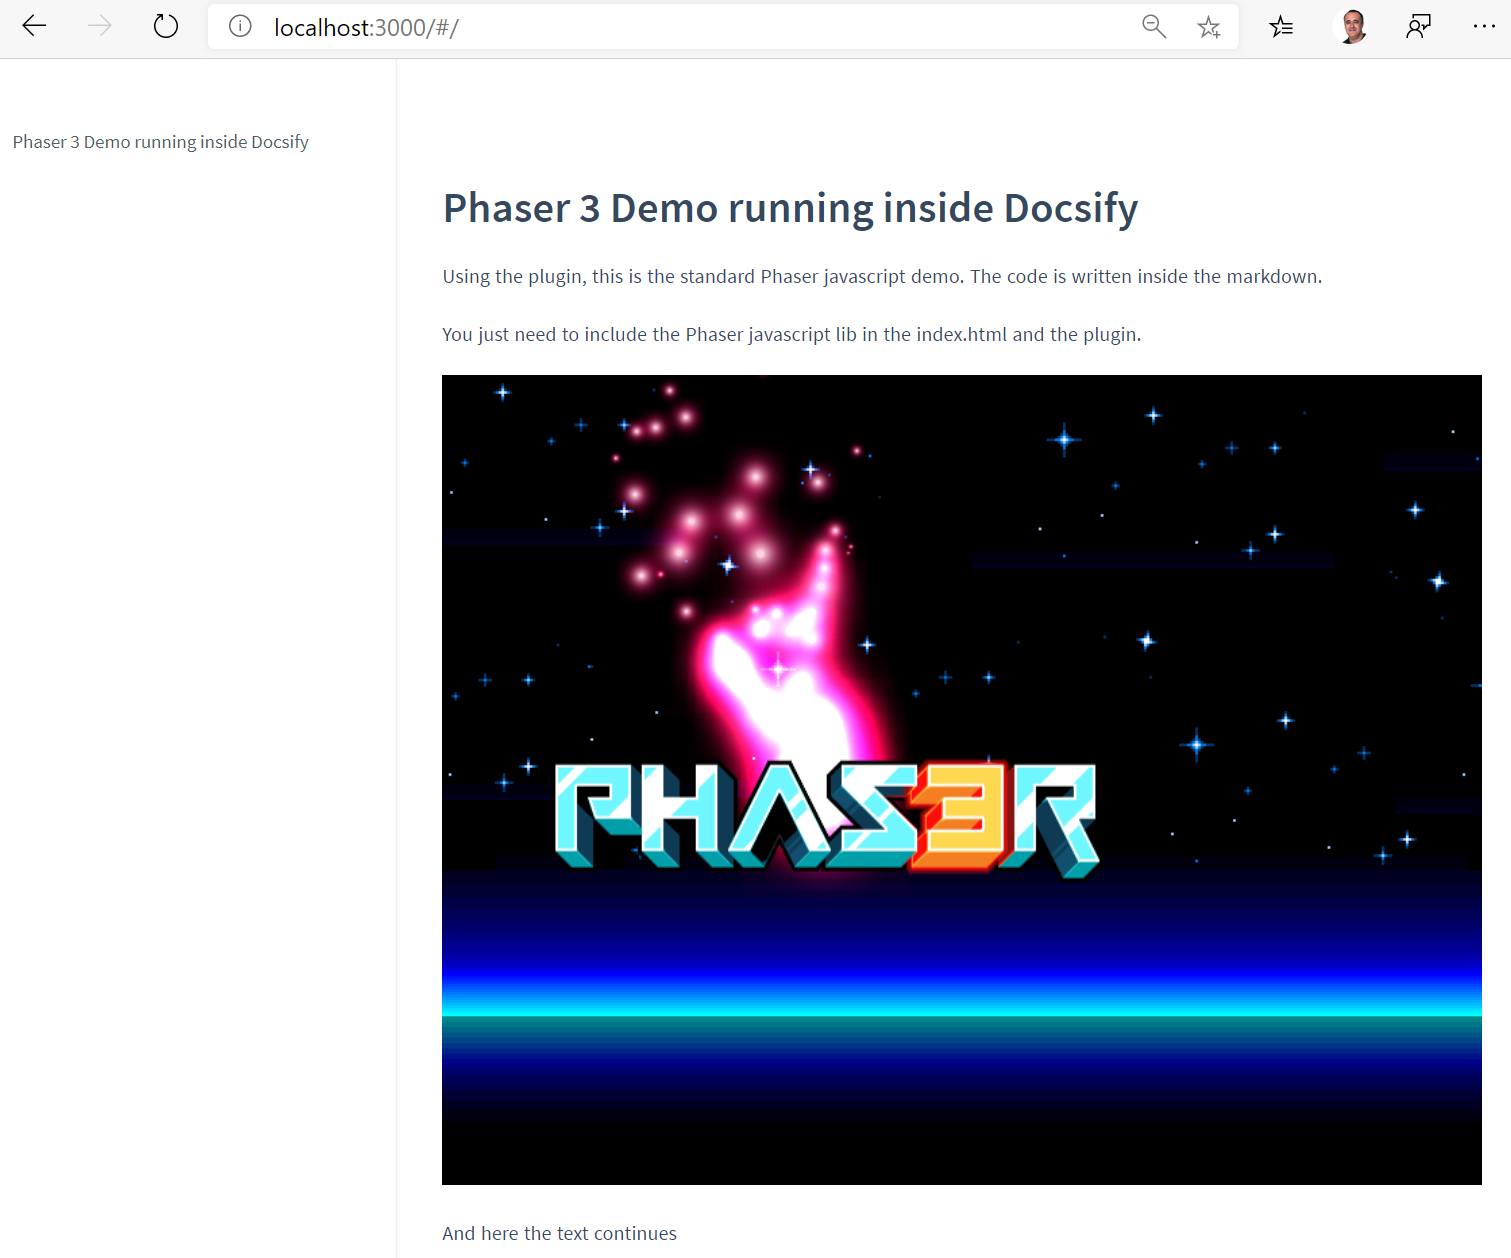 localhost:3000/#/
Phaser 3 Demo running inside Docsify
Phaser 3 Demo running inside Docsify
Using the plugin, this is the standard Phaser javascript demo. The code is written inside the markdown.
You just need to include the Phaser javascript lib in the index.html and the plugin.
PHAS3R
And here the text continues